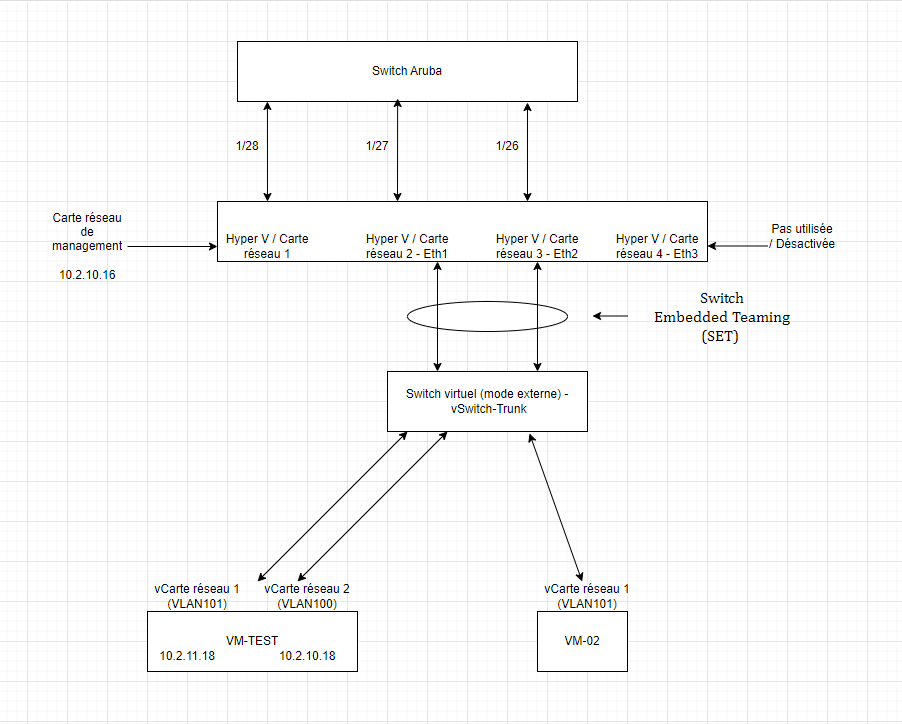 Switch Aruba
1/28
1/27
1/26
Carte réseau
de
management
10.2.10.16
Hyper V / Carte
réseau 1
Hyper V / Carte
réseau 2 - Eth1
Hyper V / Carte
réseau 3 - Eth2
Hyper V / Carte
réseau 4 - Eth3
Pas utilisée
/ Désactivée
Switch
Embedded Teaming
(SET)
Switch virtuel (mode externe) -
vSwitch-Trunk
vCarte réseau 1
(VLAN101)
vCarte réseau 2
(VLAN100)
vCarte réseau 1
(VLAN101)
VM-TEST
10.2.11.18
10.2.10.18
VM-02